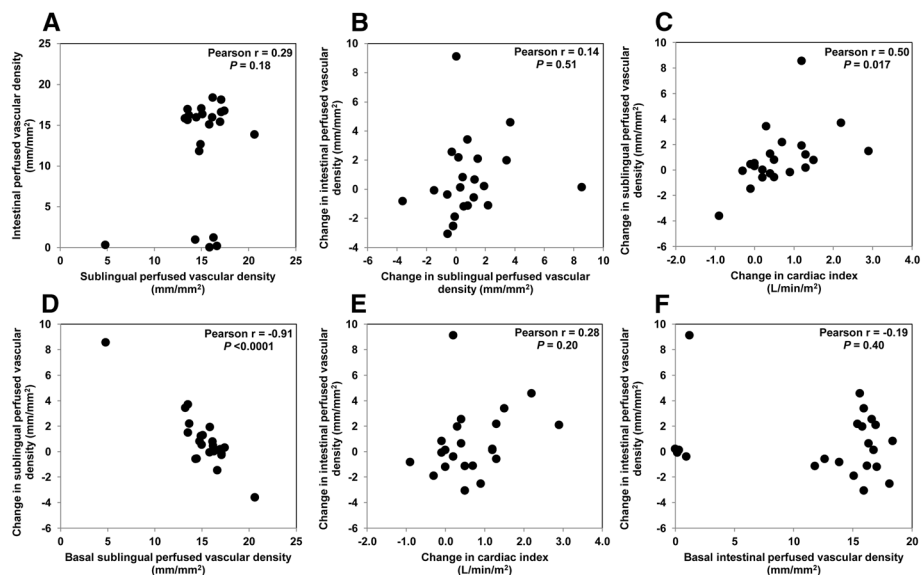 A
Pearson r = 0.29
P = 0.18
Intestinal perfused vascular density
(mm/mm²)
25
20
15
10
5
0
0 5 10 15 20 25
Sublingual perfused vascular density
(mm/mm²)
B
Pearson r = 0.14
P = 0.51
Change in intestinal perfused vascular
density (mm/mm²)
10
8
6
4
2
0
-2
-4
-6 -4 -2 0 2 4 6 8 10
Change in sublingual perfused vascular
density (mm/mm²)
C
Pearson r = 0.50
P = 0.017
Change in sublingual perfused vascular
density (mm/mm²)
10
8
6
4
2
0
-2
-4
-6
-2.0 -1.0 0.0 1.0 2.0 3.0 4.0
Change in cardiac index
(L/min/m²)
D
Pearson r = -0.91
P <0.0001
Change in sublingual perfused vascular
density (mm/mm²)
10
8
6
4
2
0
-2
-4
-6
0 5 10 15 20 25
Basal sublingual perfused vascular density
(mm/mm²)
E
Pearson r = 0.28
P = 0.20
Change in intestinal perfused vascular
density (mm/mm²)
10
8
6
4
2
0
-2
-4
-6
-2.0 -1.0 0.0 1.0 2.0 3.0 4.0
Change in cardiac index
(L/min/m²)
F
Pearson r = -0.19
P = 0.40
Change in intestinal perfused vascular
density (mm/mm²)
10
8
6
4
2
0
-2
-4
-6
0 5 10 15 20
Basal intestinal perfused vascular density
(mm/mm²)